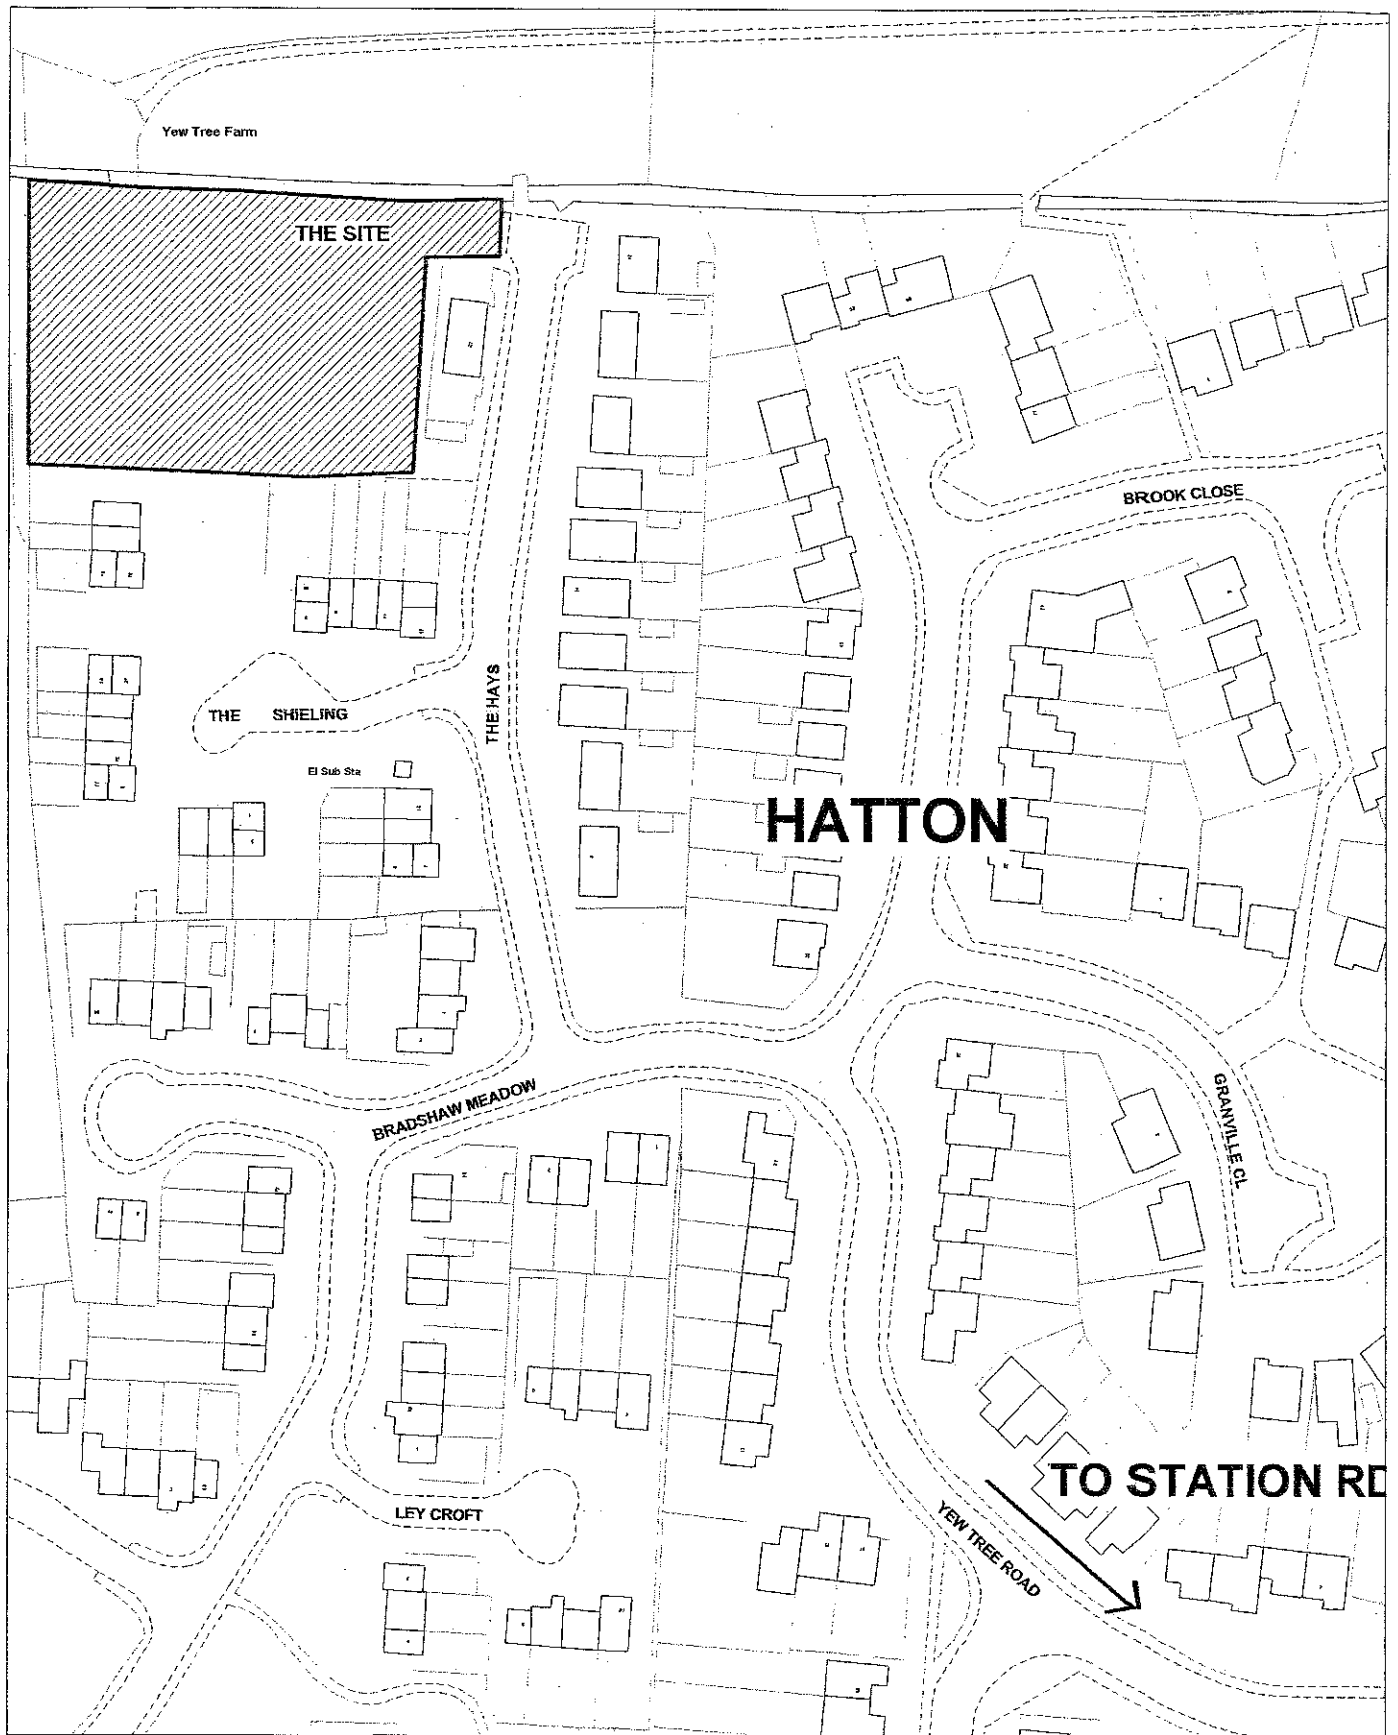 Yew Tree Farm
THE SITE
BROOK CLOSE
THE HAYS
THE SHIELING
El Sub Sta
HATTON
BRADSHAW MEADOW
GRANVILLE CL
TO STATION RD
LEY CROFT
YEW TREE ROAD